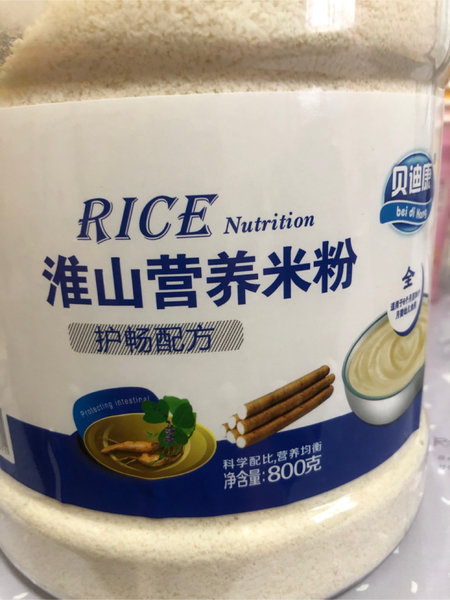 贝迪康
bei di Kang
RICE Nutrition
淮山营养米粉
护畅配方
全
Protecting intestinal
科学配比,营养均衡
净含量:800克